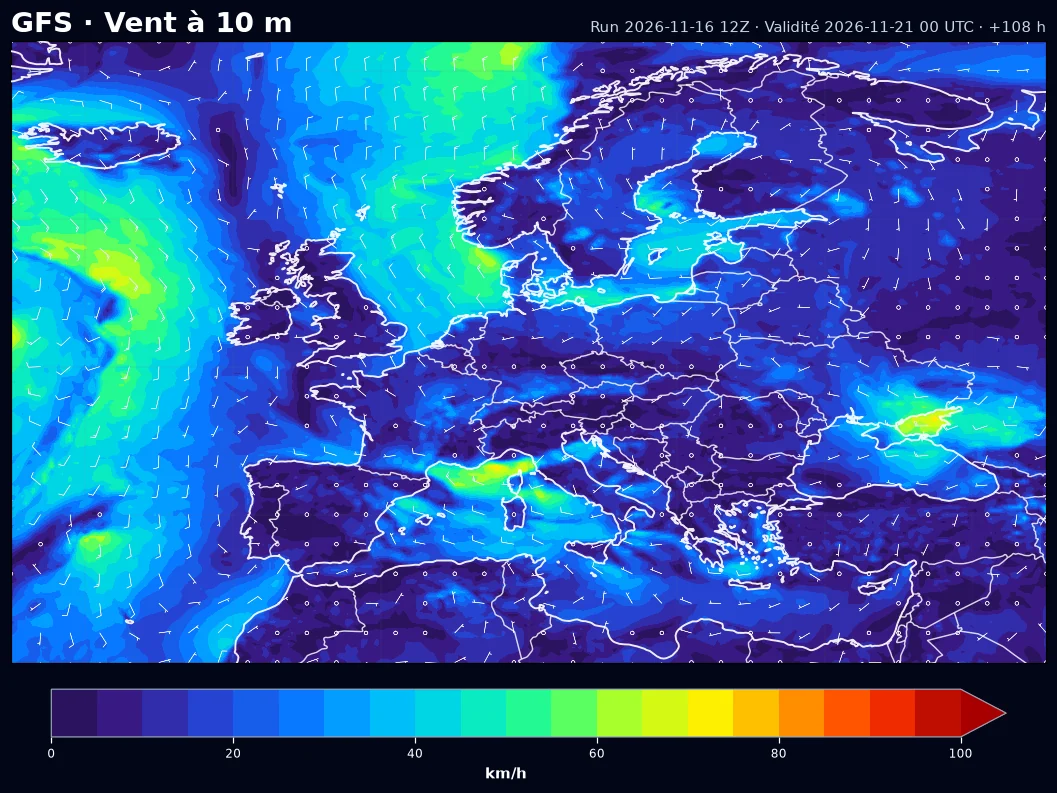 GFS · Vent à 10 m
Run 2026-11-16 12Z · Validité 2026-11-21 00 UTC · +108 h
0 20 40 60 80 100
km/h